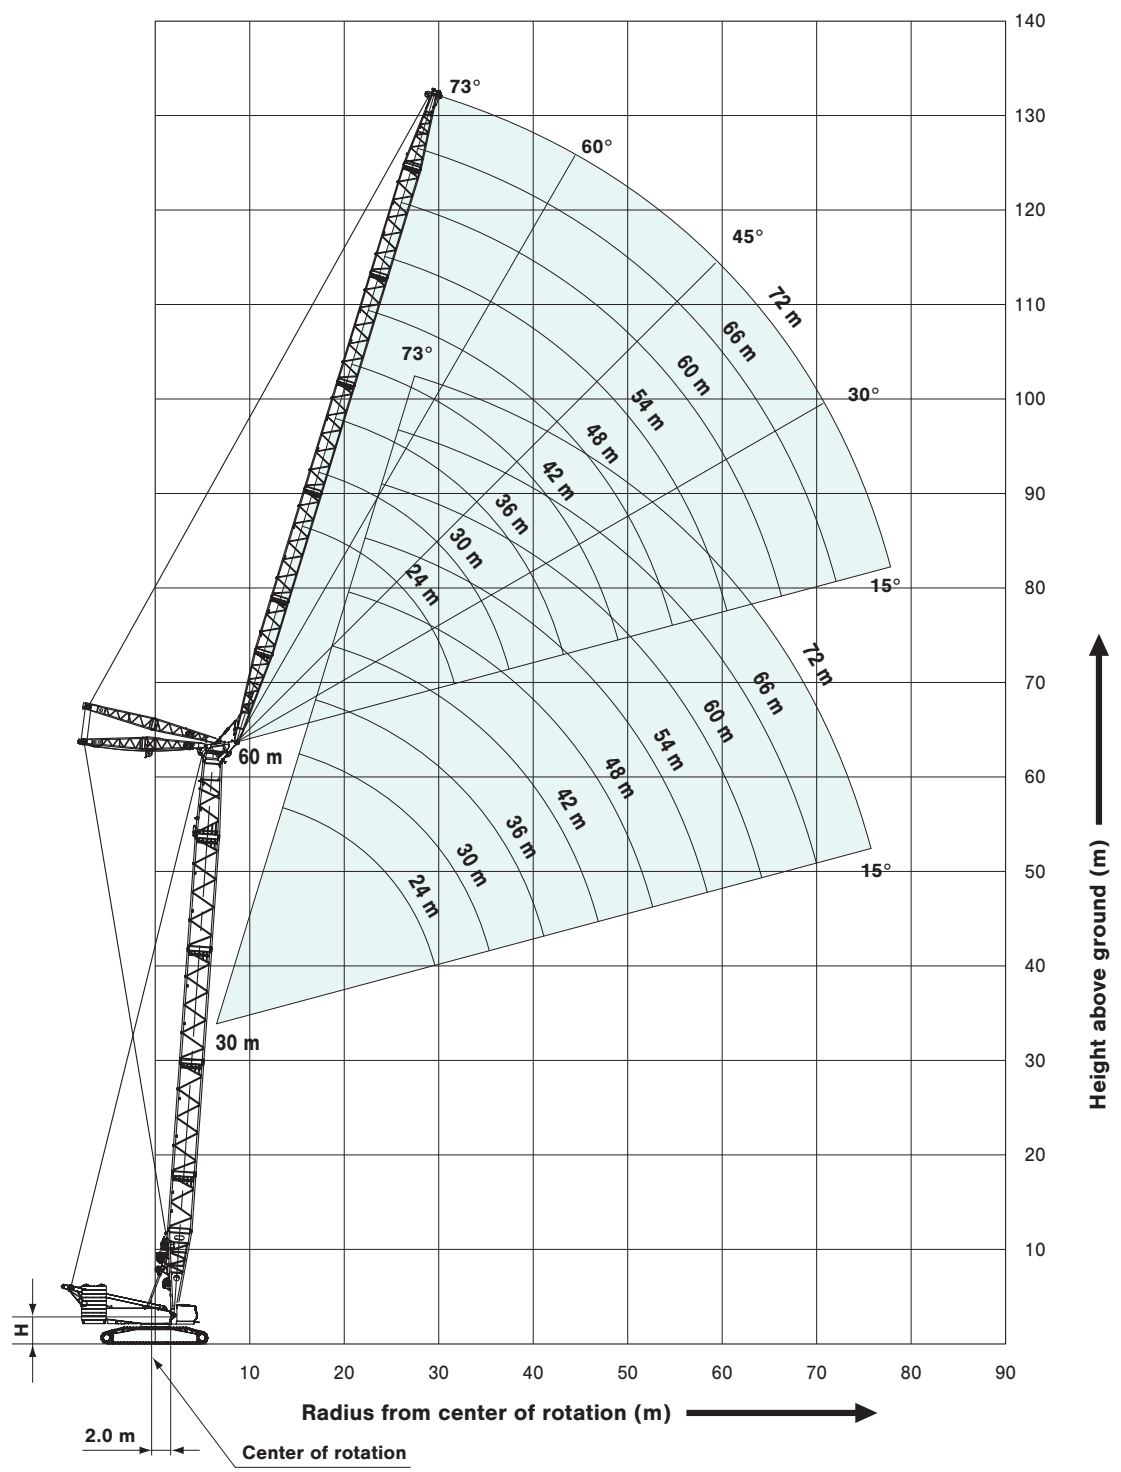 140
73°
130
60°
120
45°
72 m
110
66 m
73°
60 m
30°
100
54 m
48 m
42 m
90
36 m
30 m
24 m
15°
80
72 m
66 m
70
60 m
60 m
54 m
48 m
60
42 m
36 m
30 m
15°
50
24 m
40
30 m
30
20
10
Height above ground (m)
H
10 20 30 40 50 60 70 80 90
Radius from center of rotation (m)
2.0 m
Center of rotation